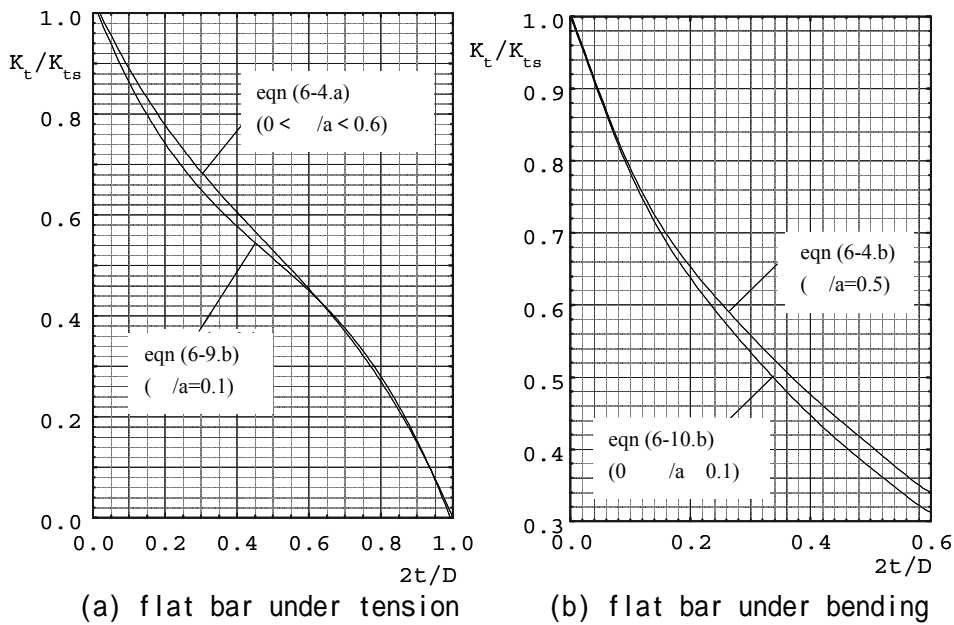 1.0
K_t/K_ts
0.8
0.6
0.4
0.2
0.0
eqn (6-4.a)
(0 < /a < 0.6)
eqn (6-9.b)
( /a=0.1)
0.0 0.2 0.4 0.6 0.8 1.0
2t/D
(a) flat bar under tension
1.0
K_t/K_ts
0.9
0.8
0.7
0.6
0.5
0.4
0.3
eqn (6-4.b)
( /a=0.5)
eqn (6-10.b)
(0 /a 0.1)
0.0 0.2 0.4 0.6
2t/D
(b) flat bar under bending